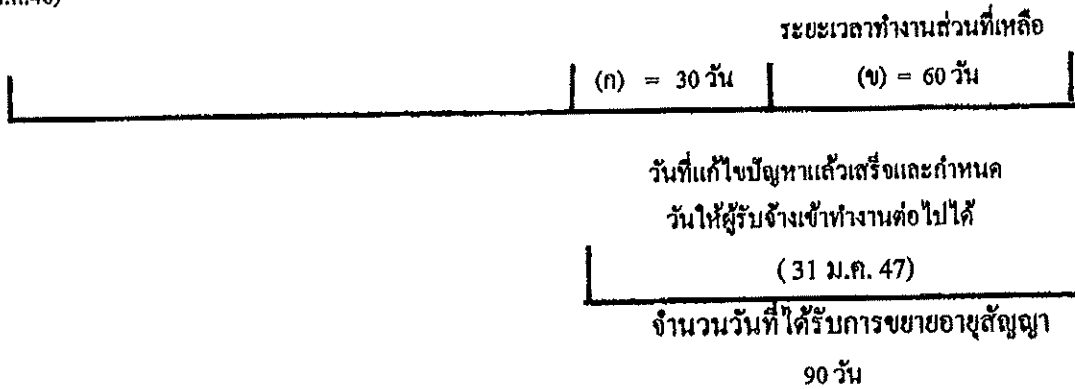 ระยะเวลาทำงานส่วนที่เหลือ
(ก) = 30 วัน (ข) = 60 วัน
วันที่แก้ไขปัญหาแล้วเสร็จและกำหนด
วันให้ผู้รับจ้างเข้าทำงานต่อไปได้
( 31 ม.ค. 47)
จำนวนวันที่ได้รับการขยายอายุสัญญา
90 วัน